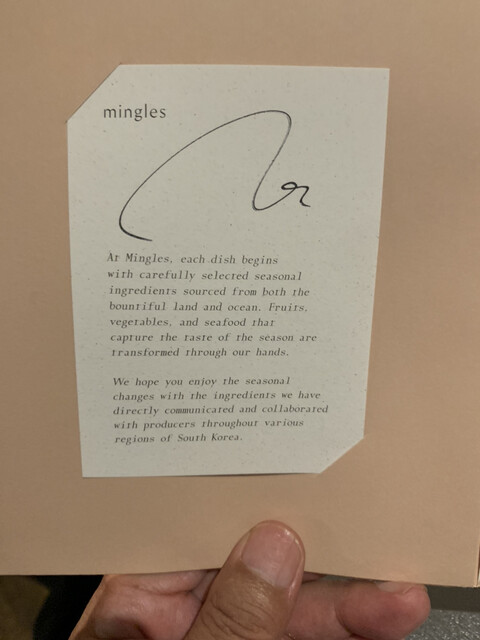 mingles
At Mingles, each dish begins
with carefully selected seasonal
ingredients sourced from both the
bountiful land and ocean. Fruits,
vegetables, and seafood that
capture the taste of the season are
transformed through our hands.
We hope you enjoy the seasonal
changes with the ingredients we have
directly communicated and collaborated
with producers throughout various
regions of South Korea.